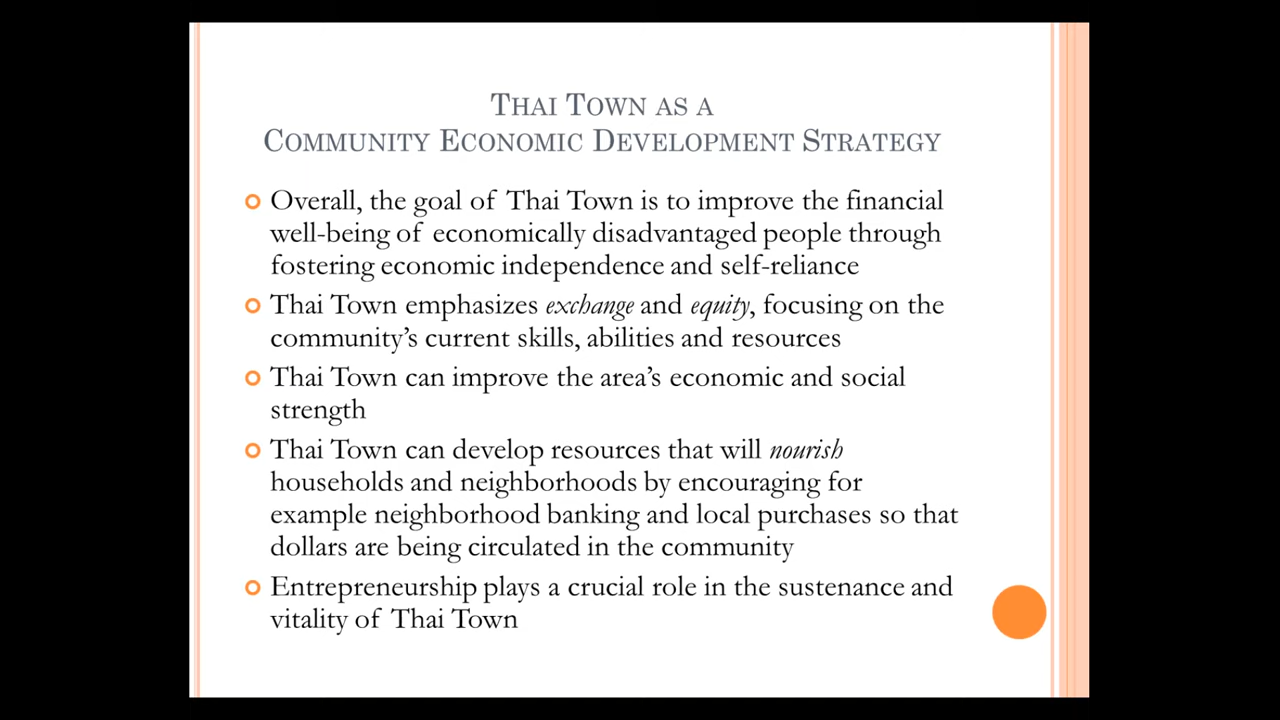 Thai Town as a
Community Economic Development Strategy
Overall, the goal of Thai Town is to improve the financial
well-being of economically disadvantaged people through
fostering economic independence and self-reliance
Thai Town emphasizes exchange and equity, focusing on the
community’s current skills, abilities and resources
Thai Town can improve the area’s economic and social
strength
Thai Town can develop resources that will nourish
households and neighborhoods by encouraging for
example neighborhood banking and local purchases so that
dollars are being circulated in the community
Entrepreneurship plays a crucial role in the sustenance and
vitality of Thai Town